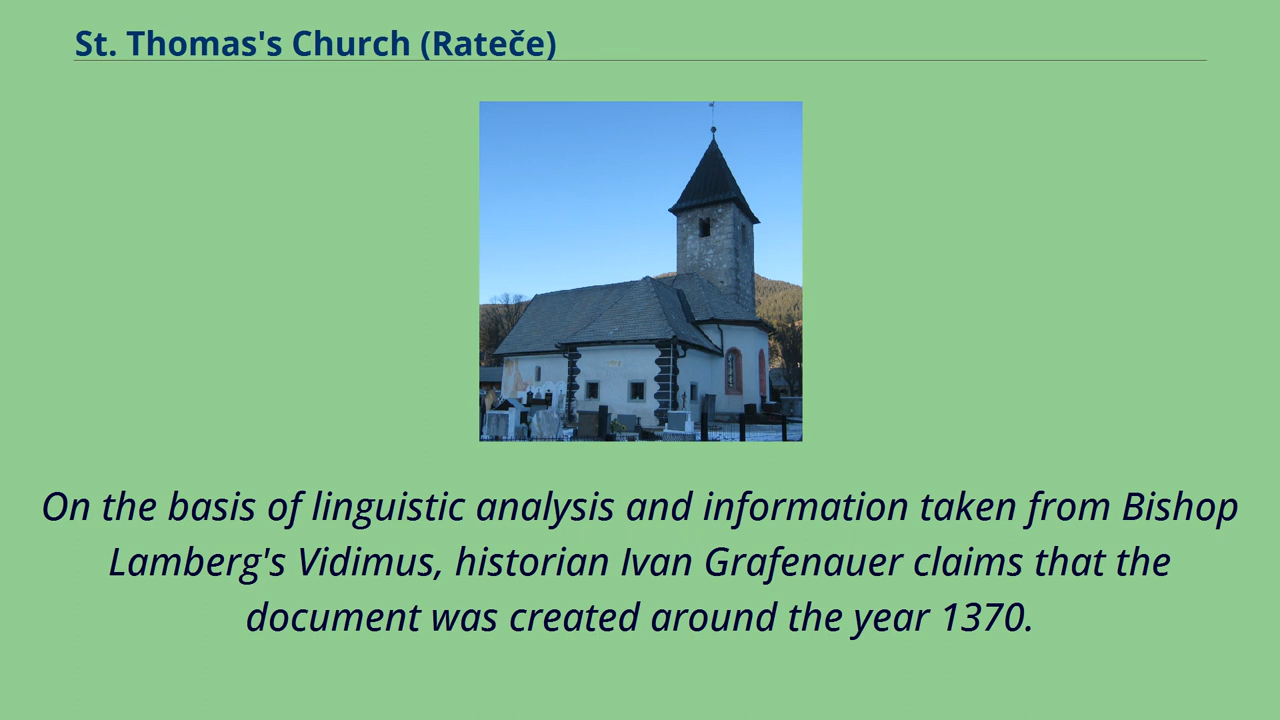 St. Thomas's Church (Rateče)
On the basis of linguistic analysis and information taken from Bishop
Lamberg's Vidimus, historian Ivan Grafenauer claims that the
document was created around the year 1370.